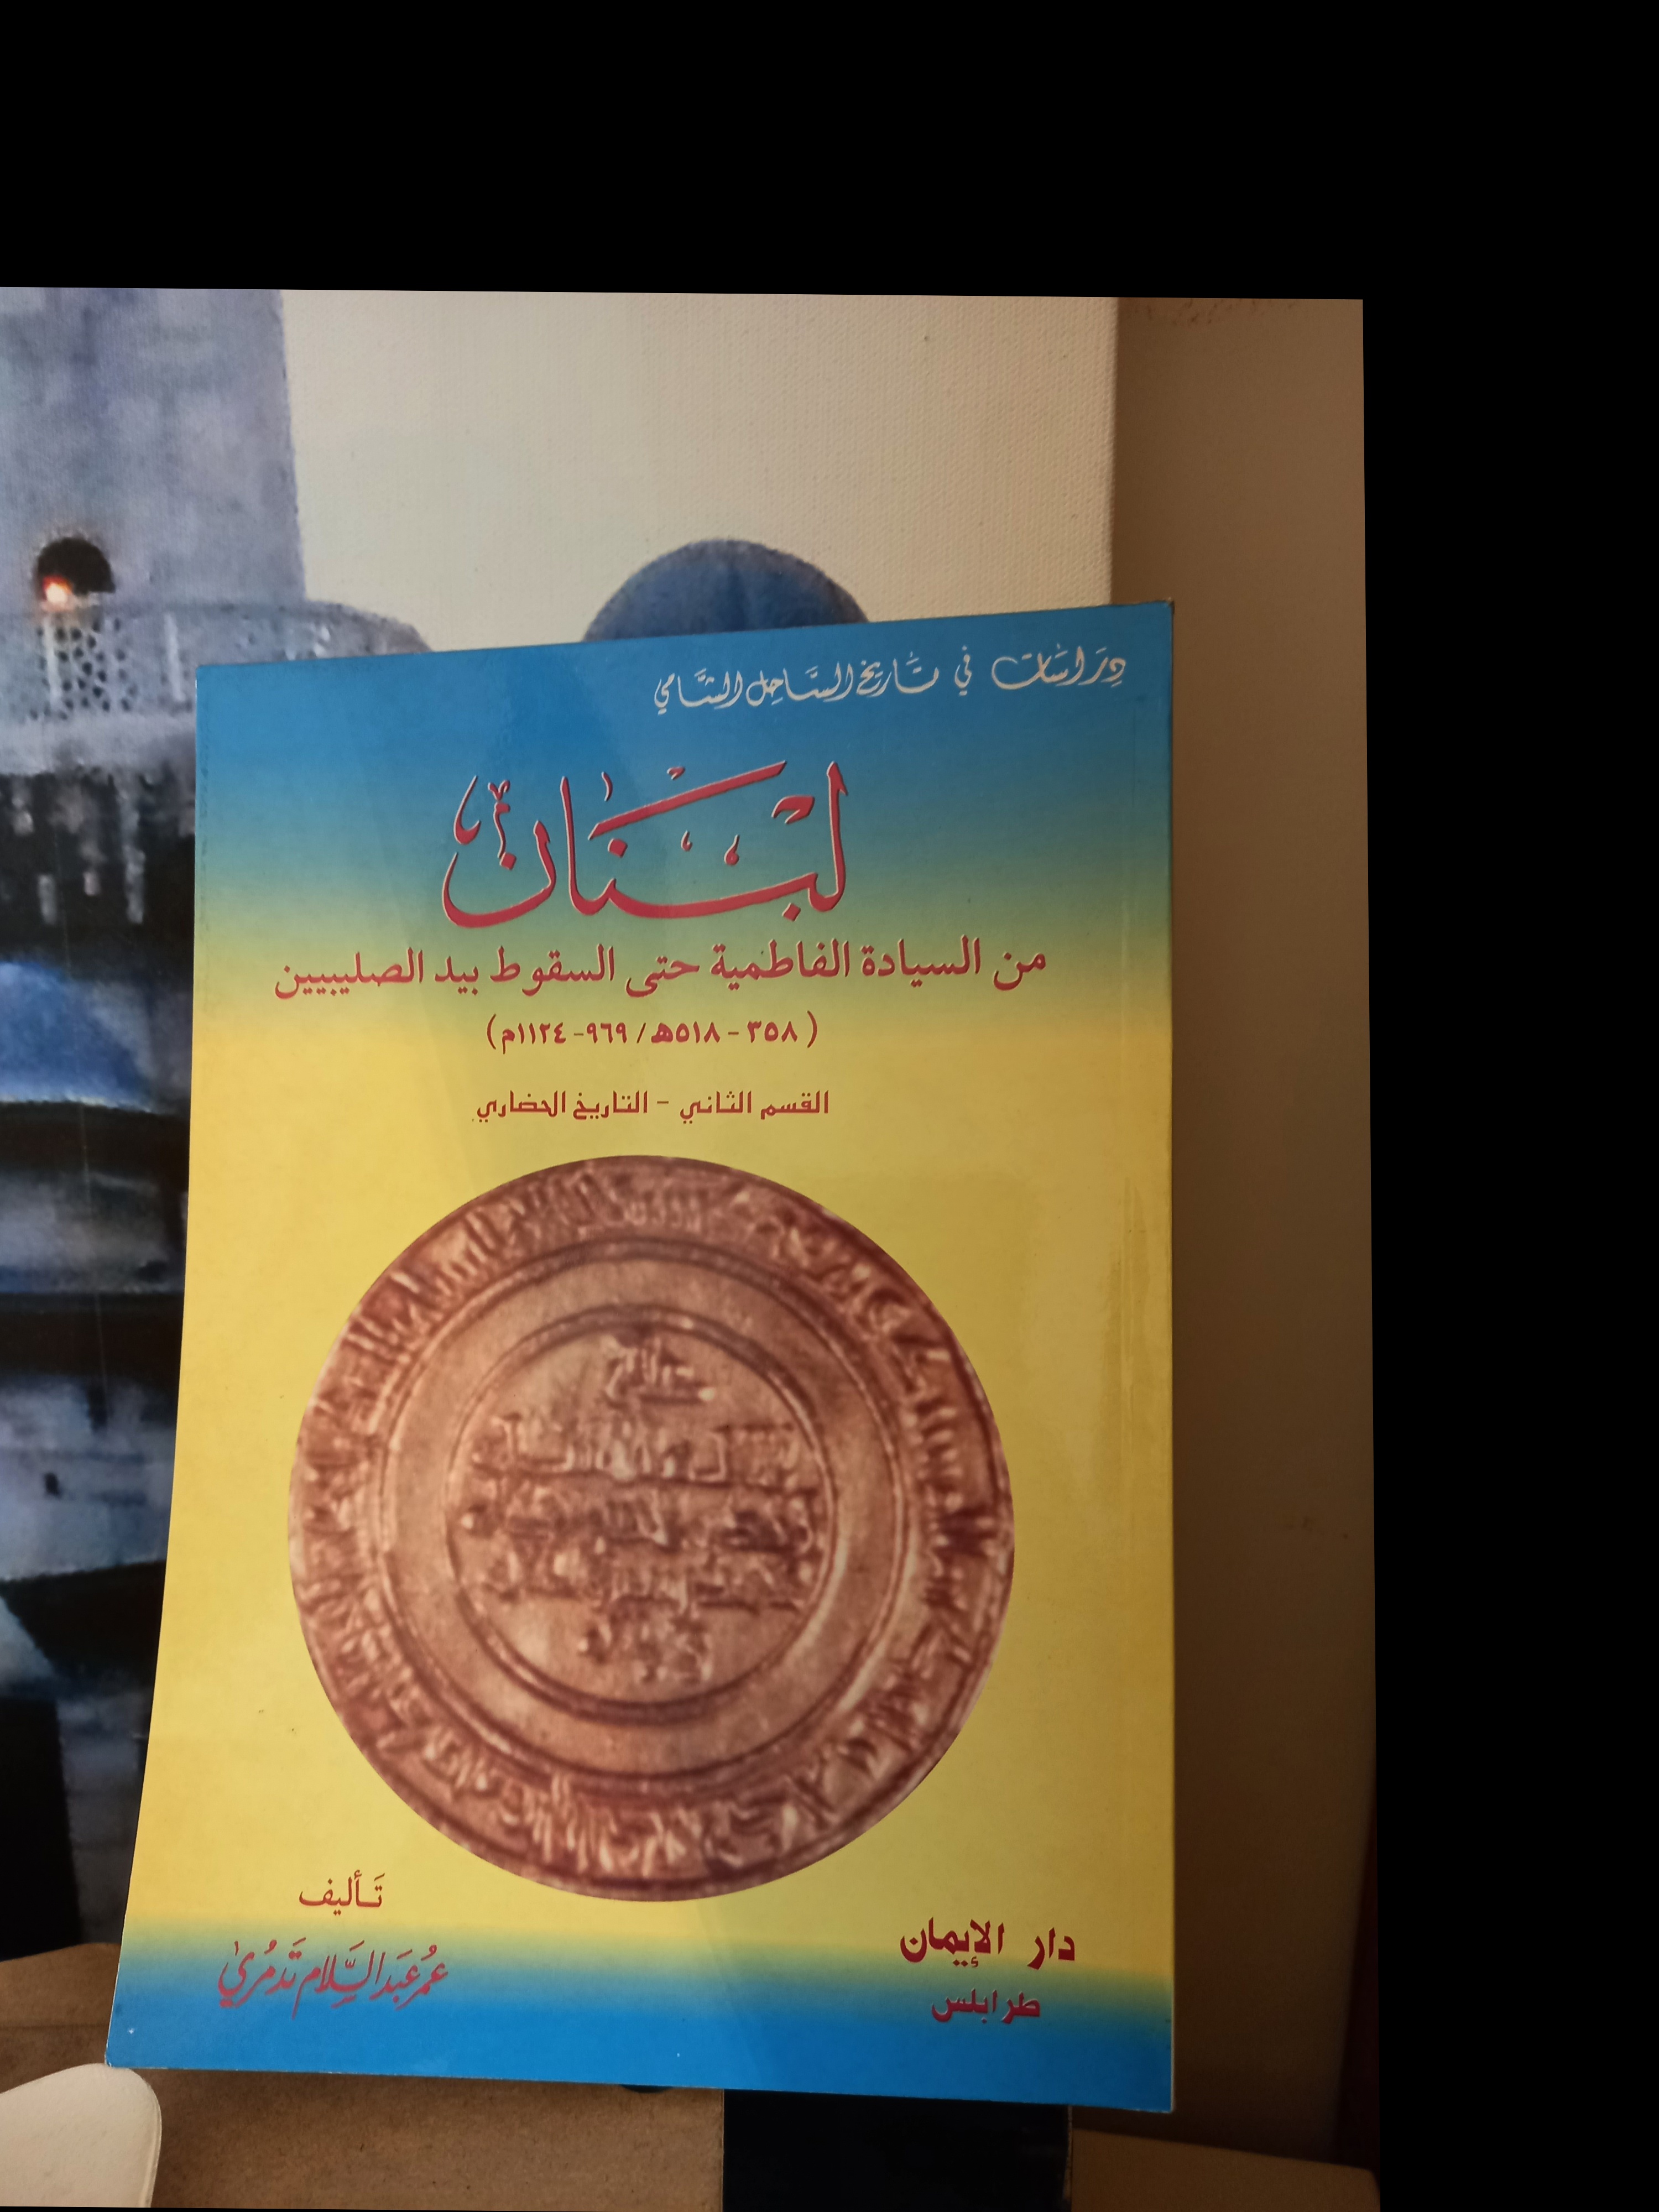 دراسات في تاريخ الساحل الشامي
لبنان
من السيادة الفاطمية حتى السقوط بيد الصليبيين
(٣٥٨ - ٥١٨هـ / ٩٦٩ - ١١٢٤م)
القسم الثاني - التاريخ الحضاري
تأليف
عمر عبد السلام تدمري
دار الإيمان
طرابلس